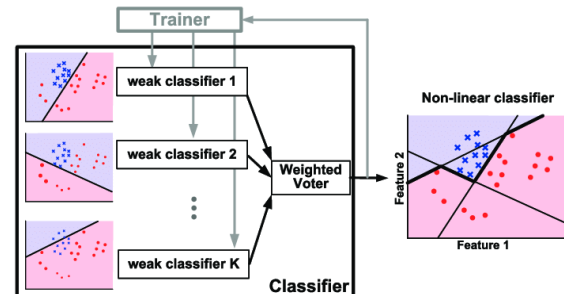 Trainer
weak classifier 1
weak classifier 2
weak classifier K
Weighted
Voter
Classifier
Non-linear classifier
Feature 2
Feature 1